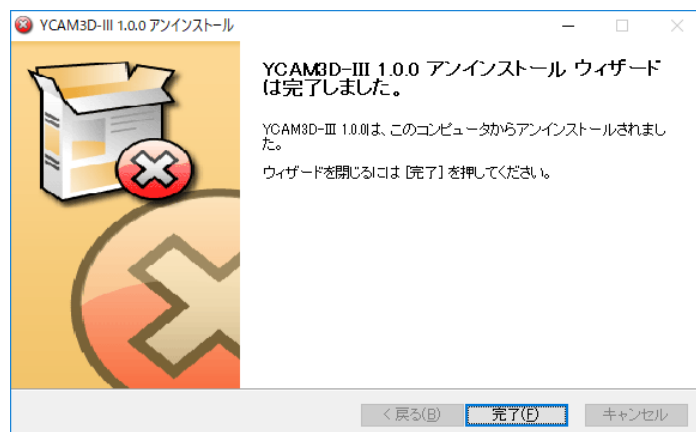 YCAM3D-III 1.0.0 アンインストール
YCAM3D-III 1.0.0 アンインストール ウィザード
は完了しました。
YCAM3D-III 1.0.0は、このコンピュータからアンインストールされまし
た。
ウィザードを閉じるには [完了] を押してください。
< 戻る(B)
完了(F)
キャンセル